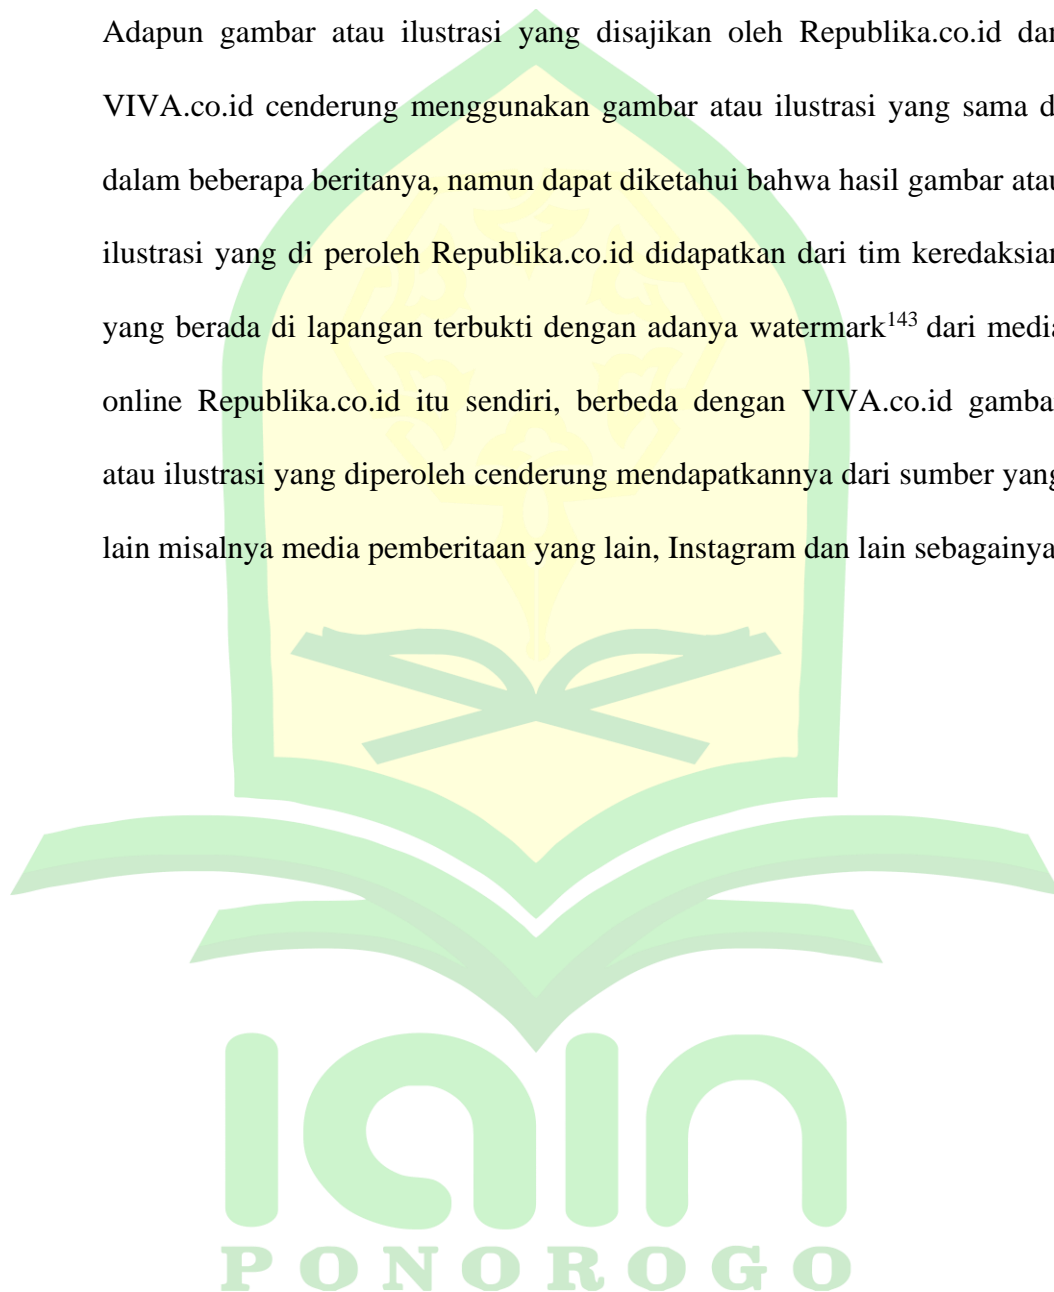 Adapun gambar atau ilustrasi yang disajikan oleh Republika.co.id dan
VIVA.co.id cenderung menggunakan gambar atau ilustrasi yang sama di
dalam beberapa beritanya, namun dapat diketahui bahwa hasil gambar atau
ilustrasi yang di peroleh Republika.co.id didapatkan dari tim keredaksian
yang berada di lapangan terbukti dengan adanya watermark¹⁴³ dari media
online Republika.co.id itu sendiri, berbeda dengan VIVA.co.id gambar
atau ilustrasi yang diperoleh cenderung mendapatkannya dari sumber yang
lain misalnya media pemberitaan yang lain, Instagram dan lain sebagainya
iain
PONOROGO